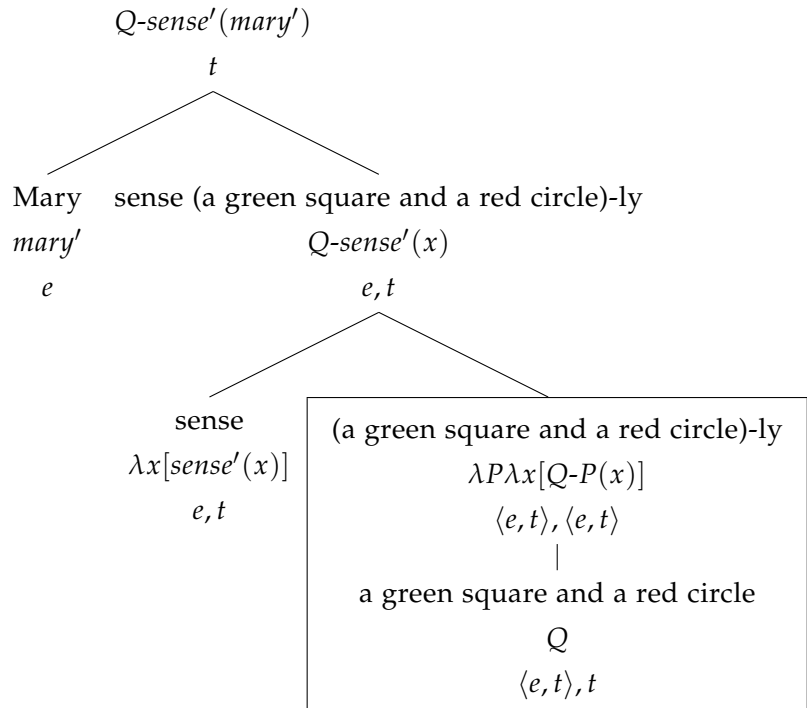 Q-sense′(mary′)
t
Mary sense (a green square and a red circle)-ly
mary′ Q-sense′(x)
e e, t
sense (a green square and a red circle)-ly
λx[sense′(x)] λPλx[Q-P(x)]
e, t ⟨e, t⟩, ⟨e, t⟩
a green square and a red circle
Q
⟨e, t⟩, t